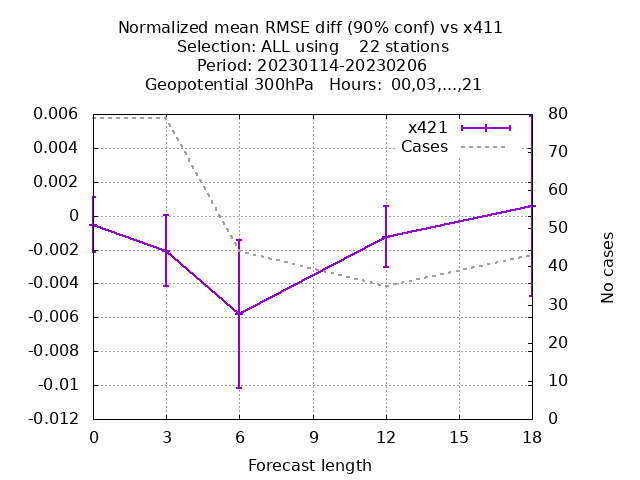 Normalized mean RMSE diff (90% conf) vs x411
Selection: ALL using 22 stations
Period: 20230114-20230206
Geopotential 300hPa Hours: 00,03,...,21
0.006
0.004
0.002
0
-0.002
-0.004
-0.006
-0.008
-0.01
-0.012
x421
Cases
80
70
60
50
40
30
20
10
0
No cases
0 3 6 9 12 15 18
Forecast length